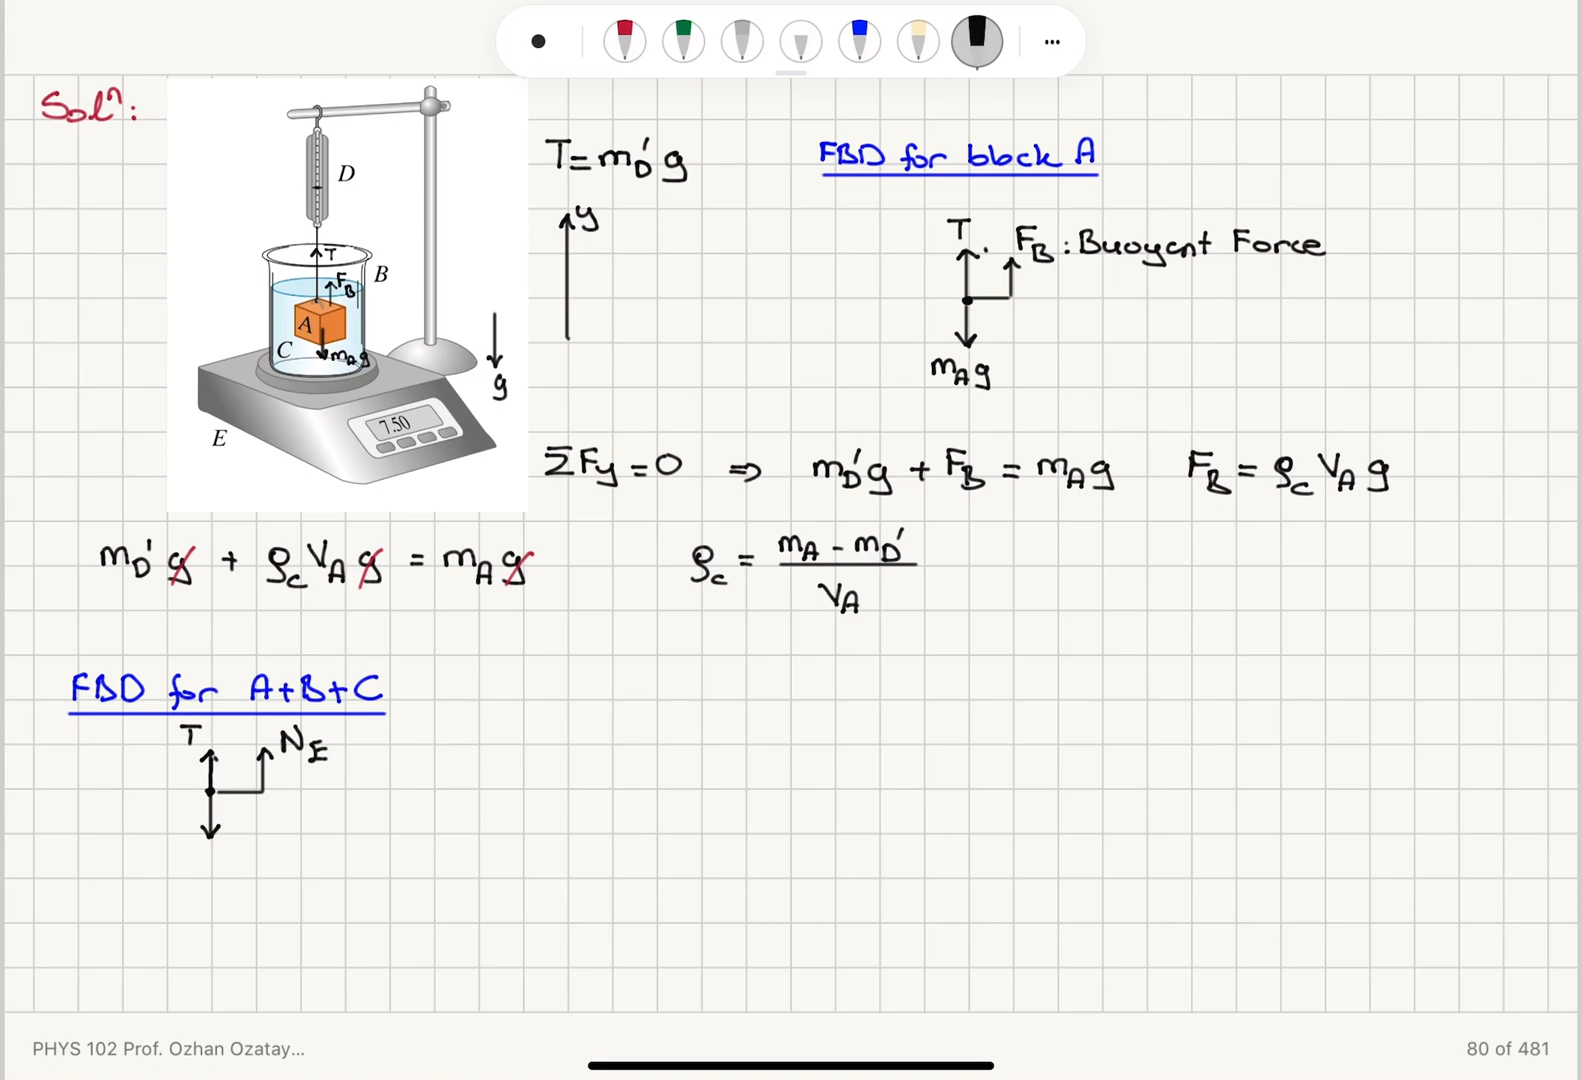 Solⁿ:
D
T
B
F_B
A
C
m_A g
g
E
7.50
T = m_D' g
y
FBD for block A
T F_B : Buoyant Force
m_A g
ΣF_y = 0 ⇒ m_D' g + F_B = m_A g F_B = ρ_c V_A g
m_D' g + ρ_c V_A g = m_A g ρ_c = (m_A - m_D') / V_A
FBD for A+B+C
T N_E
PHYS 102 Prof. Ozhan Ozatay...
80 of 481